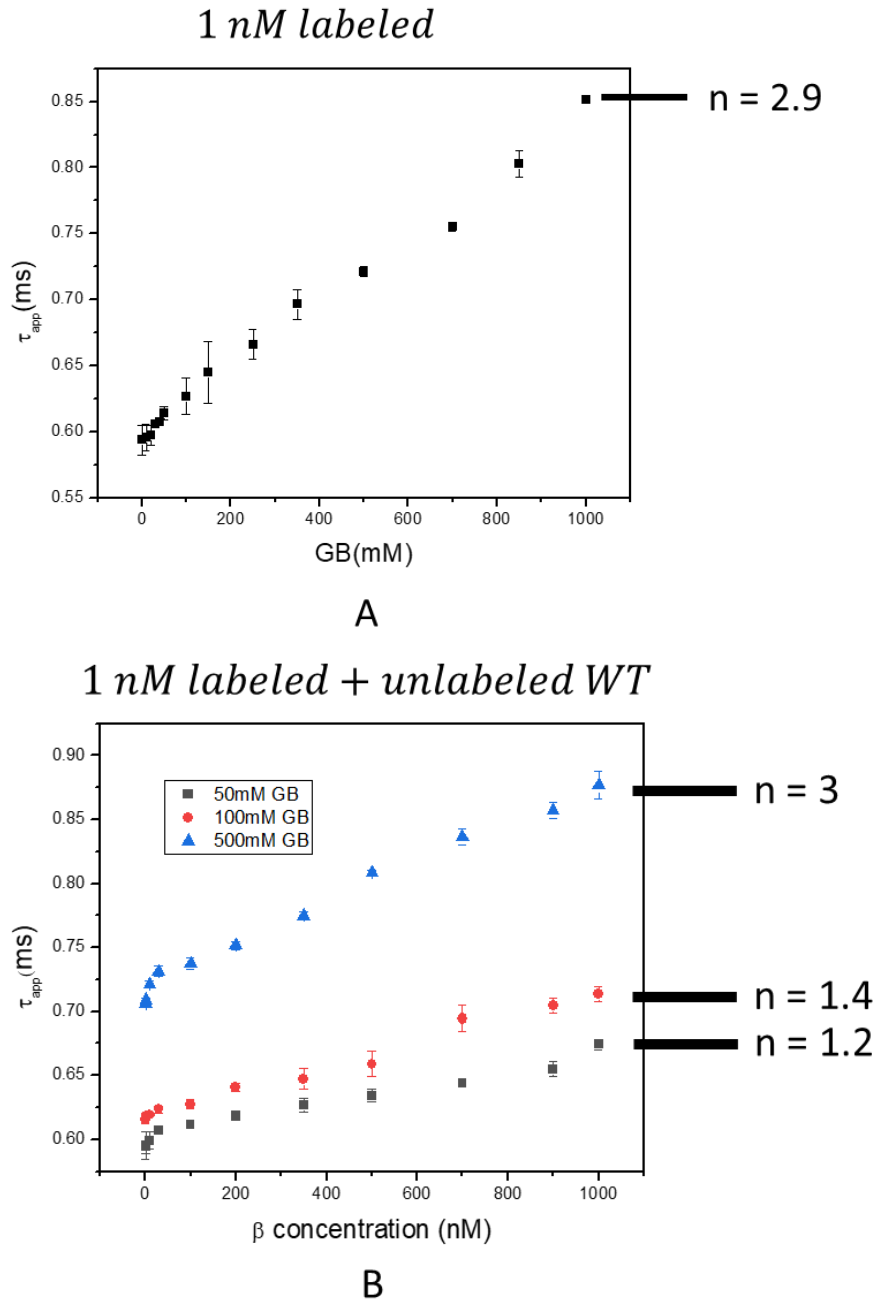 1 nM labeled
0.85
0.80
0.75
0.70
0.65
0.60
0.55
τapp(ms)
n = 2.9
0 200 400 600 800 1000
GB(mM)
A
1 nM labeled + unlabeled WT
0.90
0.85
0.80
0.75
0.70
0.65
0.60
τapp(ms)
50mM GB
100mM GB
500mM GB
n = 3
n = 1.4
n = 1.2
0 200 400 600 800 1000
β concentration (nM)
B